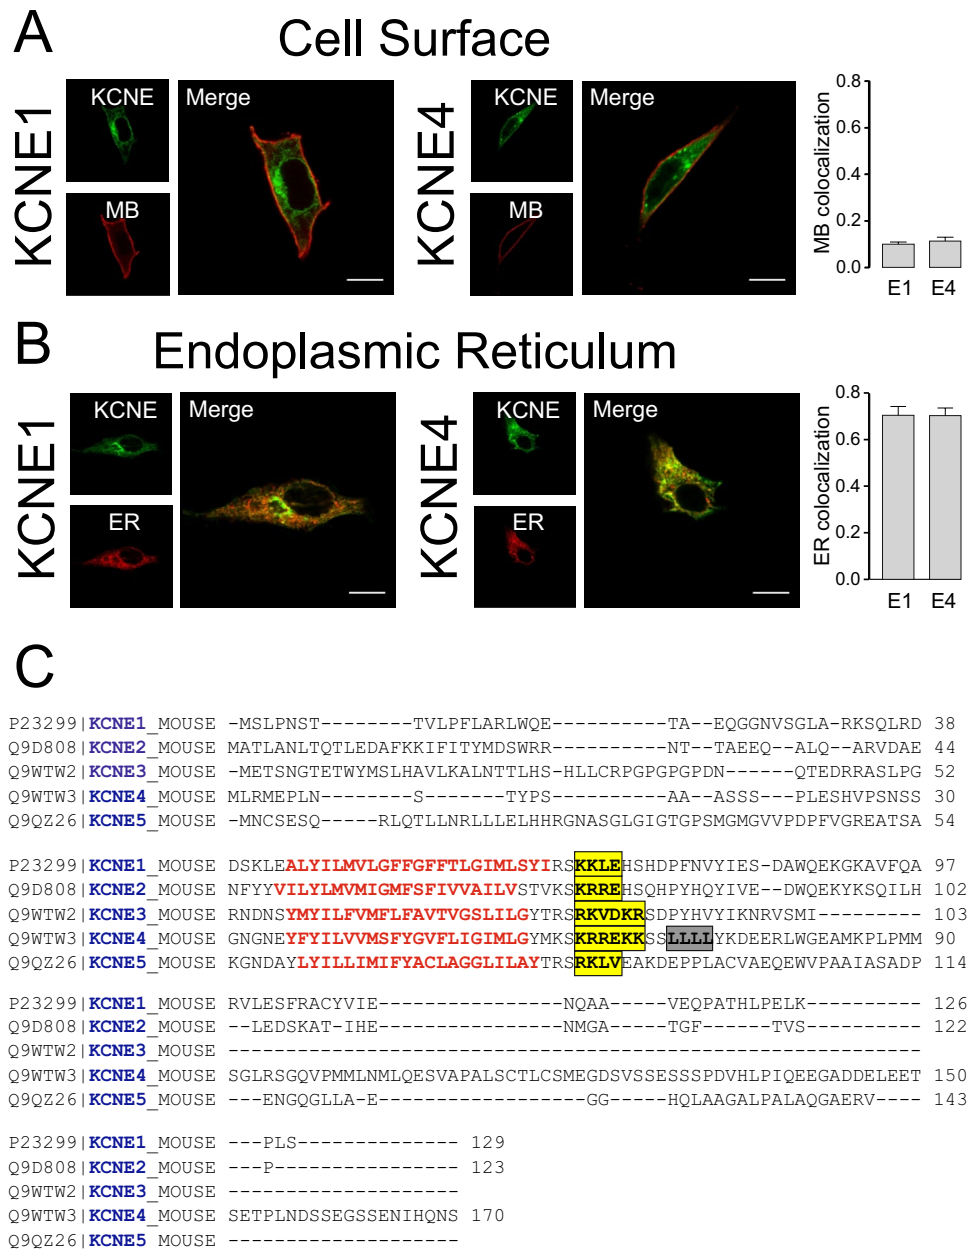 A
Cell Surface
KCNE1
KCNE
MB
Merge
KCNE4
KCNE
MB
Merge
MB colocalization
0.8
0.6
0.4
0.2
0.0
E1 E4
B
Endoplasmic Reticulum
KCNE1
KCNE
ER
Merge
KCNE4
KCNE
ER
Merge
ER colocalization
0.8
0.6
0.4
0.2
0.0
E1 E4
C
P23299|KCNE1_MOUSE -MSLPNST--------TVLPFLARLWQE----------TA--EQGGNVSGLA-RKSQLRD 38
Q9D808|KCNE2_MOUSE MATLANLTQTLEDAFKKIFITYMDSWRR----------NT--TAEEQ--ALQ--ARVDAE 44
Q9WTW2|KCNE3_MOUSE -METSNGTETWYMSLHAVLKALNTTLHS-HLLCRPGPGPGPDN------QTEDRRASLPG 52
Q9WTW3|KCNE4_MOUSE MLRMEPLN--------S-------TYPS----------AA--ASSS---PLESHVPSNSS 30
Q9QZ26|KCNE5_MOUSE -MNCSESQ-----RLQTLLNRLLLELHHRGNASGLGIGTGPSMGMGVVPDPFVGREATSA 54
P23299|KCNE1_MOUSE DSKLEALYILMVLGFFGFFTLGIMLSYIRSKKLEHSHDPFNVYIES-DAWQEKGKAVFQA 97
Q9D808|KCNE2_MOUSE NFYYVILYLMVMIGMFSFIVVAILVSTVKSKRREHSQHPYHQYIVE--DWQEKYKSQILH 102
Q9WTW2|KCNE3_MOUSE RNDNSYMYILFVMFLFAVTVGSLILGYTRSRKVDKRSDPYHVYIKNRVSMI--------- 103
Q9WTW3|KCNE4_MOUSE GNGNEYFYILVVMSFYGVFLIGIMLGYMKSKRREKKSSLLLLYKDEERLWGEAMKPLPMM 90
Q9QZ26|KCNE5_MOUSE KGNDAYLYILLIMIFYACLAGGLILAYTRSRKLVEAKDEPPLACVAEQEWVPAAIASADP 114
P23299|KCNE1_MOUSE RVLESFRACYVIE----------------NQAA-----VEQPATHLPELK---------- 126
Q9D808|KCNE2_MOUSE --LEDSKAT-IHE----------------NMGA-----TGF------TVS---------- 122
Q9WTW2|KCNE3_MOUSE ------------------------------------------------------------
Q9WTW3|KCNE4_MOUSE SGLRSGQVPMMLNMLQESVAPALSCTLCSMEGDSVSSESSSPDVHLPIQEEGADDELEET 150
Q9QZ26|KCNE5_MOUSE ---ENGQGLLA-E------------------GG-----HQLAAGALPALAQGAERV---- 143
P23299|KCNE1_MOUSE ---PLS-------------- 129
Q9D808|KCNE2_MOUSE ---P---------------- 123
Q9WTW2|KCNE3_MOUSE --------------------
Q9WTW3|KCNE4_MOUSE SETPLNDSSEGSSENIHQNS 170
Q9QZ26|KCNE5_MOUSE --------------------